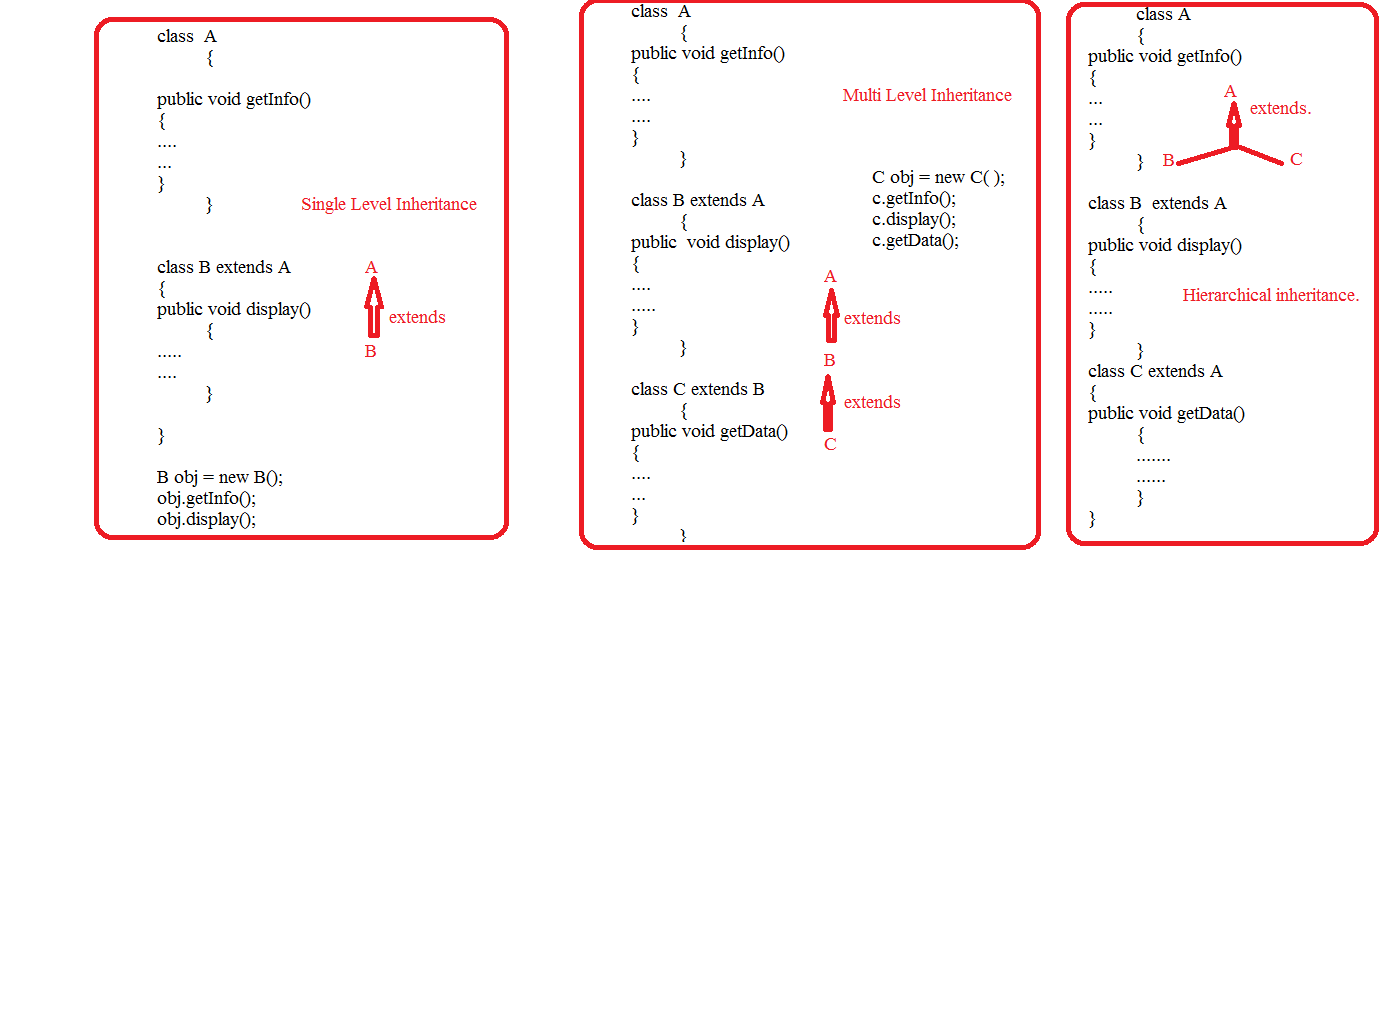 class  A
{
public void getInfo()
{
....
...
}
}
Single Level Inheritance
class B extends A
{
public void display()
{
.....
....
}
}
A
extends
B
B obj = new B();
obj.getInfo();
obj.display();
class  A
{
public void getInfo()
{
....
....
}
}
Multi Level Inheritance
C obj = new C( );
c.getInfo();
c.display();
c.getData();
class B extends A
{
public  void display()
{
....
.....
}
}
A
extends
B
extends
C
class C extends B
{
public void getData()
{
....
...
}
}
class A
{
public void getInfo()
{
...
...
}
}
A
extends.
B
C
class B  extends A
{
public void display()
{
.....
.....
}
}
Hierarchical inheritance.
class C extends A
{
public void getData()
{
.......
......
}
}